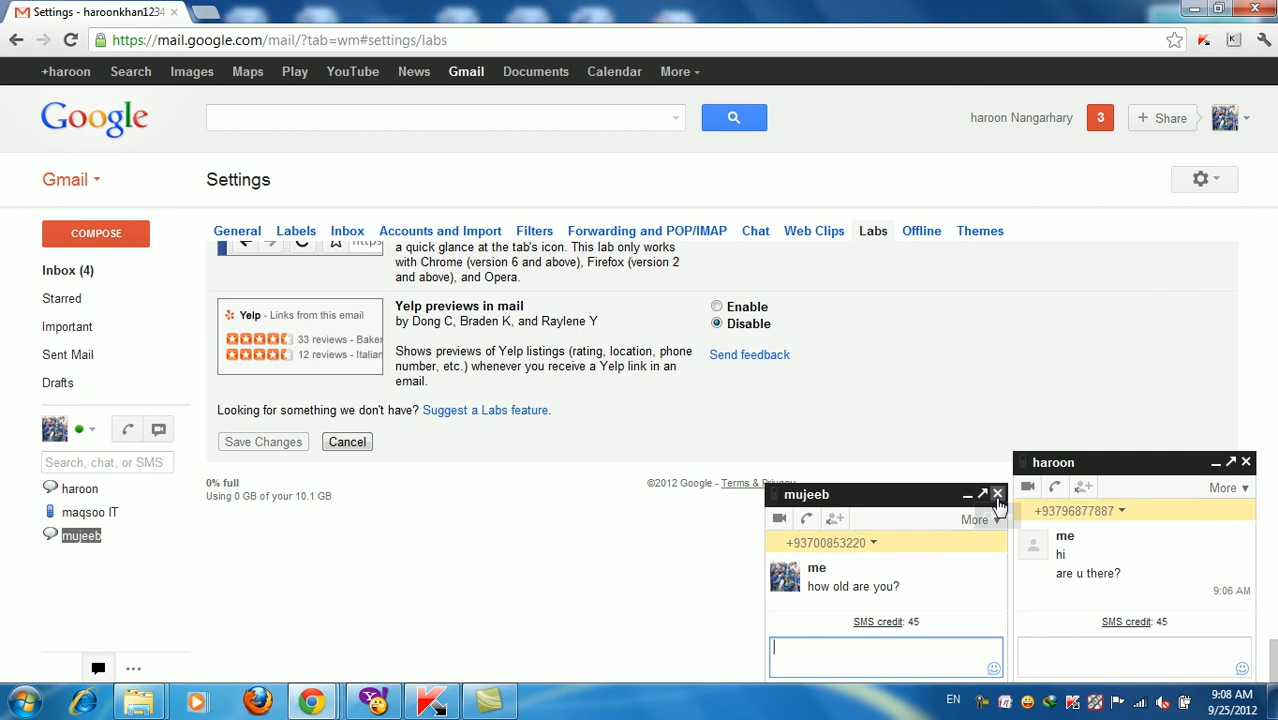 Settings - haroonkhan1234
https://mail.google.com/mail/?tab=wm#settings/labs
+haroon Search Images Maps Play YouTube News Gmail Documents Calendar More
Google
haroon Nangarhary 3 + Share
Gmail Settings
COMPOSE
General Labels Inbox Accounts and Import Filters Forwarding and POP/IMAP Chat Web Clips Labs Offline Themes
Inbox (4)
Starred
Important
Sent Mail
Drafts
Search, chat, or SMS
haroon
maqsoo IT
mujeeb
https
a quick glance at the tab's icon. This lab only works
with Chrome (version 6 and above), Firefox (version 2
and above), and Opera.
Yelp - Links from this email
33 reviews - Baker
12 reviews - Italian
Yelp previews in mail
by Dong C, Braden K, and Raylene Y
Shows previews of Yelp listings (rating, location, phone
number, etc.) whenever you receive a Yelp link in an
email.
Enable
Disable
Send feedback
Looking for something we don't have? Suggest a Labs feature.
Save Changes Cancel
0% full
Using 0 GB of your 10.1 GB
©2012 Google - Terms & Privacy
mujeeb
More
+93700853220
me
how old are you?
SMS credit: 45
haroon
More
+93796877887
me
hi
are u there?
9:06 AM
SMS credit: 45
EN
9:08 AM
9/25/2012